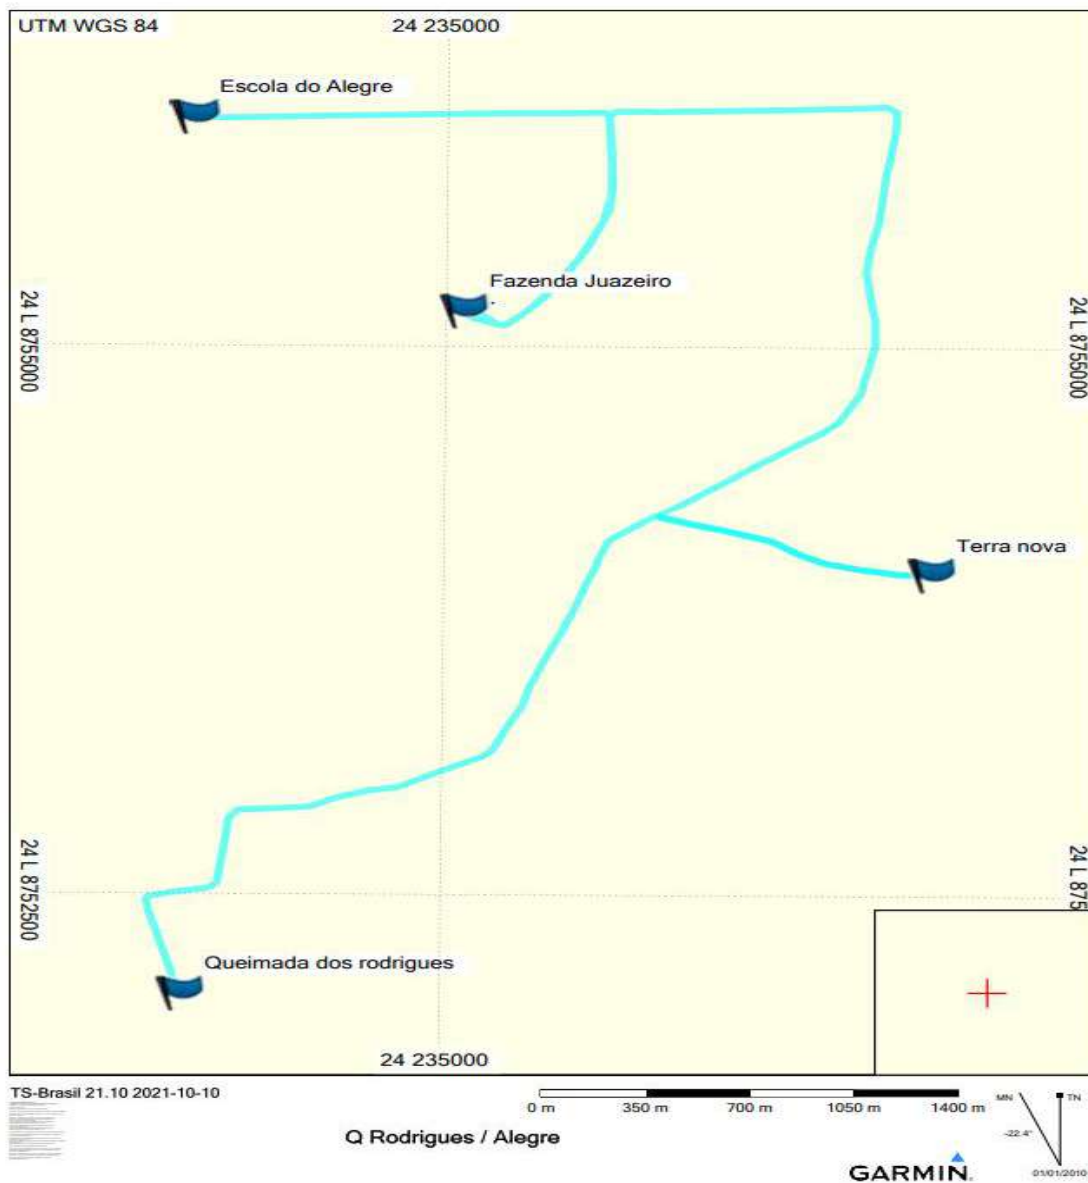 UTM WGS 84
24 235000
Escola do Alegre
Fazenda Juazeiro
24 L 8755000
24 L 8755000
Terra nova
24 L 8752500
24 L 875
Queimada dos rodrigues
24 235000
TS-Brasil 21.10 2021-10-10
0 m 350 m 700 m 1050 m 1400 m
MN TN
-22.4°
Q Rodrigues / Alegre
GARMIN.
01/01/2010